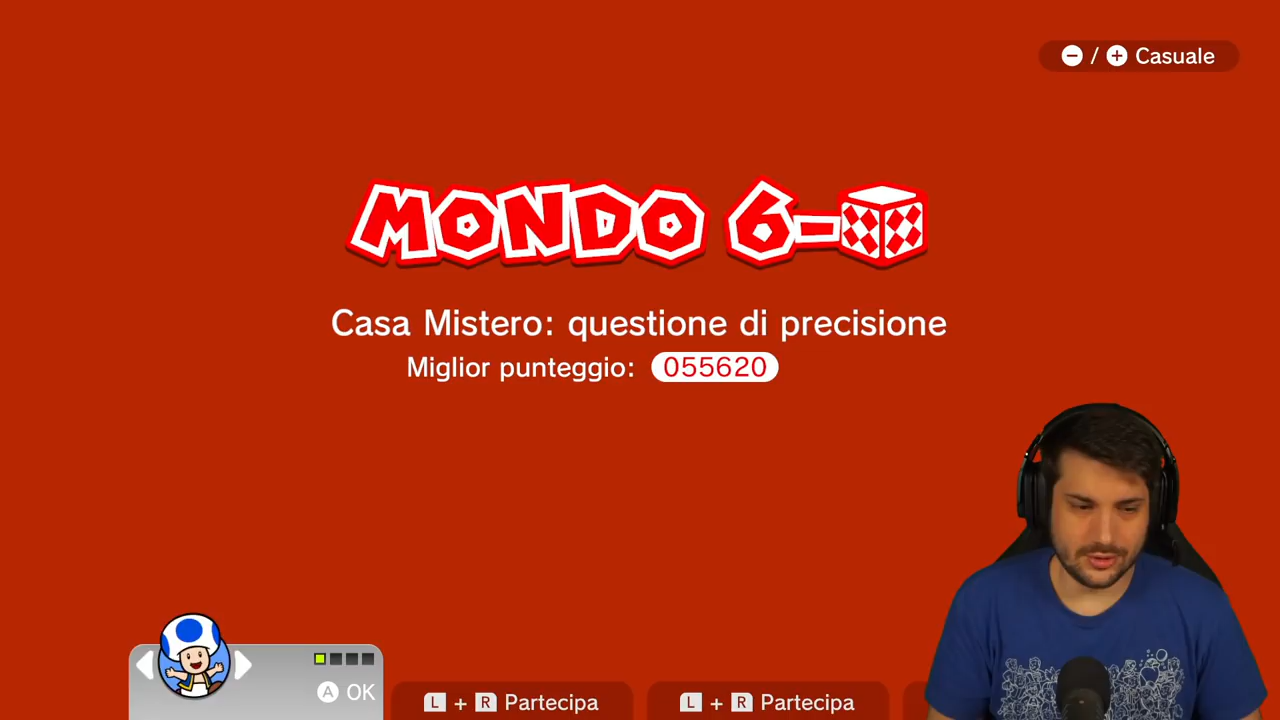 - / + Casuale
MONDO 6-
Casa Mistero: questione di precisione
Miglior punteggio: 055620
A OK
L + R Partecipa
L + R Partecipa